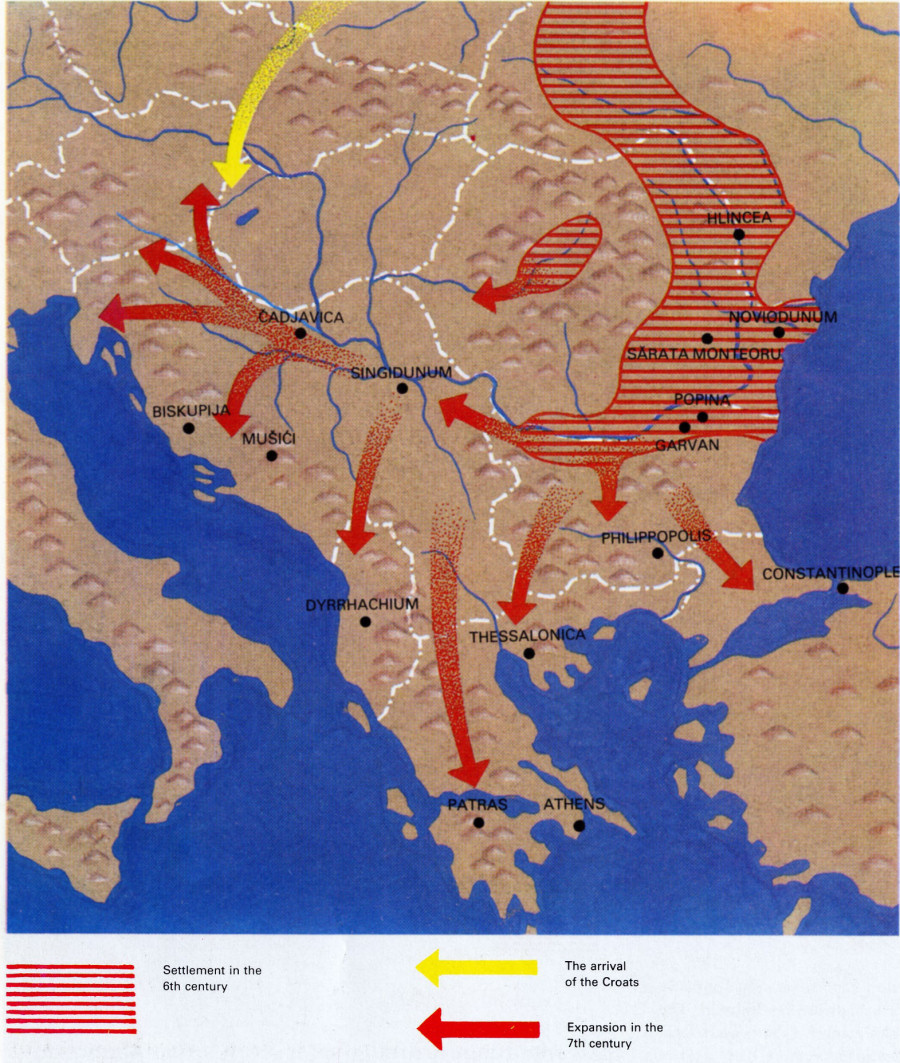 HLINCEA
NOVIODUNUM
ČADJAVICA
SĂRATA MONTEORU
SINGIDUNUM
POPINA
BISKUPIJA
GARVAN
MUŠIĆI
PHILIPPOPOLIS
CONSTANTINOPLE
DYRRHACHIUM
THESSALONICA
PATRAS
ATHENS
Settlement in the
6th century
The arrival
of the Croats
Expansion in the
7th century